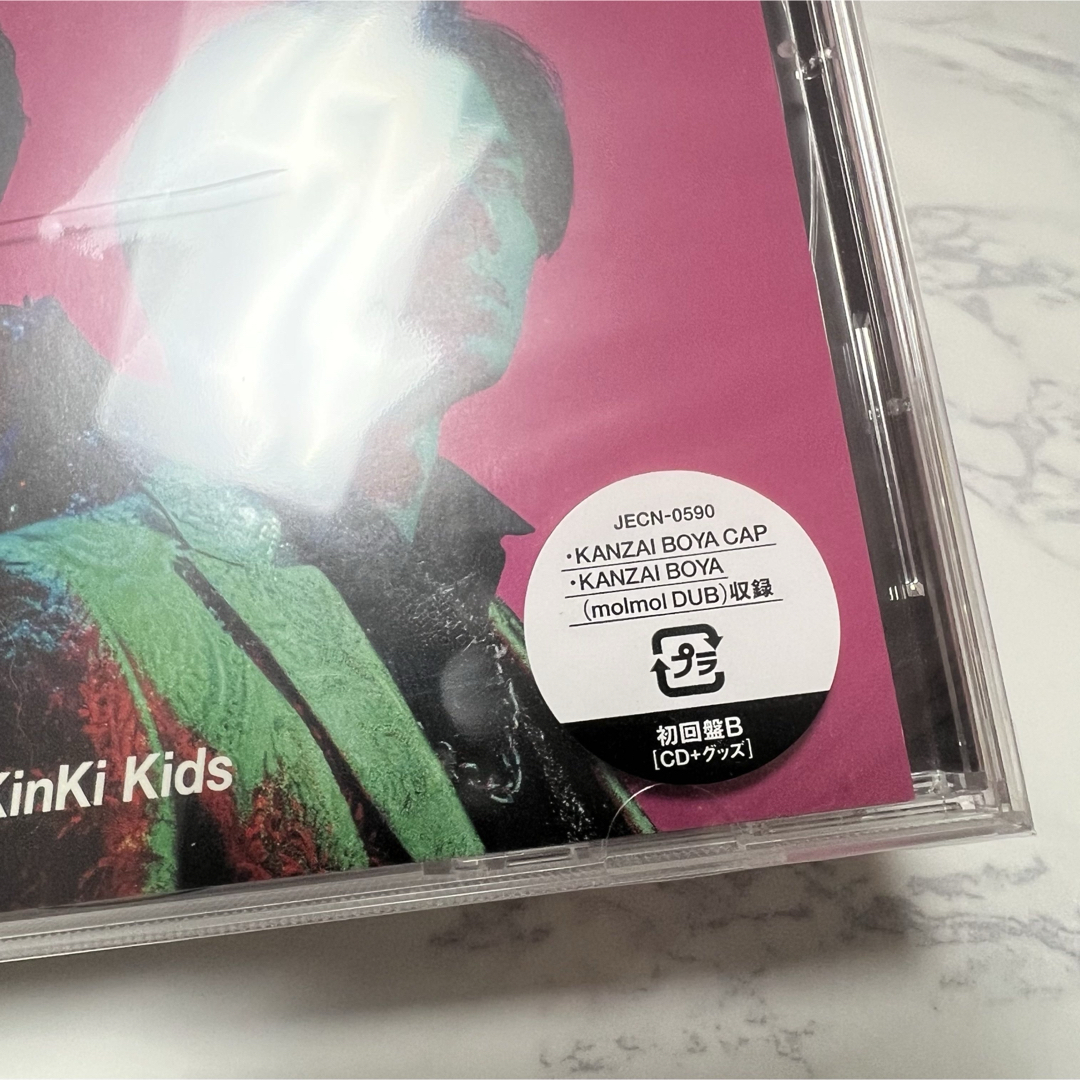 JECN-0590
・KANZAI BOYA CAP
・KANZAI BOYA
(molmol DUB)収録
プラ
初回盤B
[CD+グッズ]
KinKi Kids